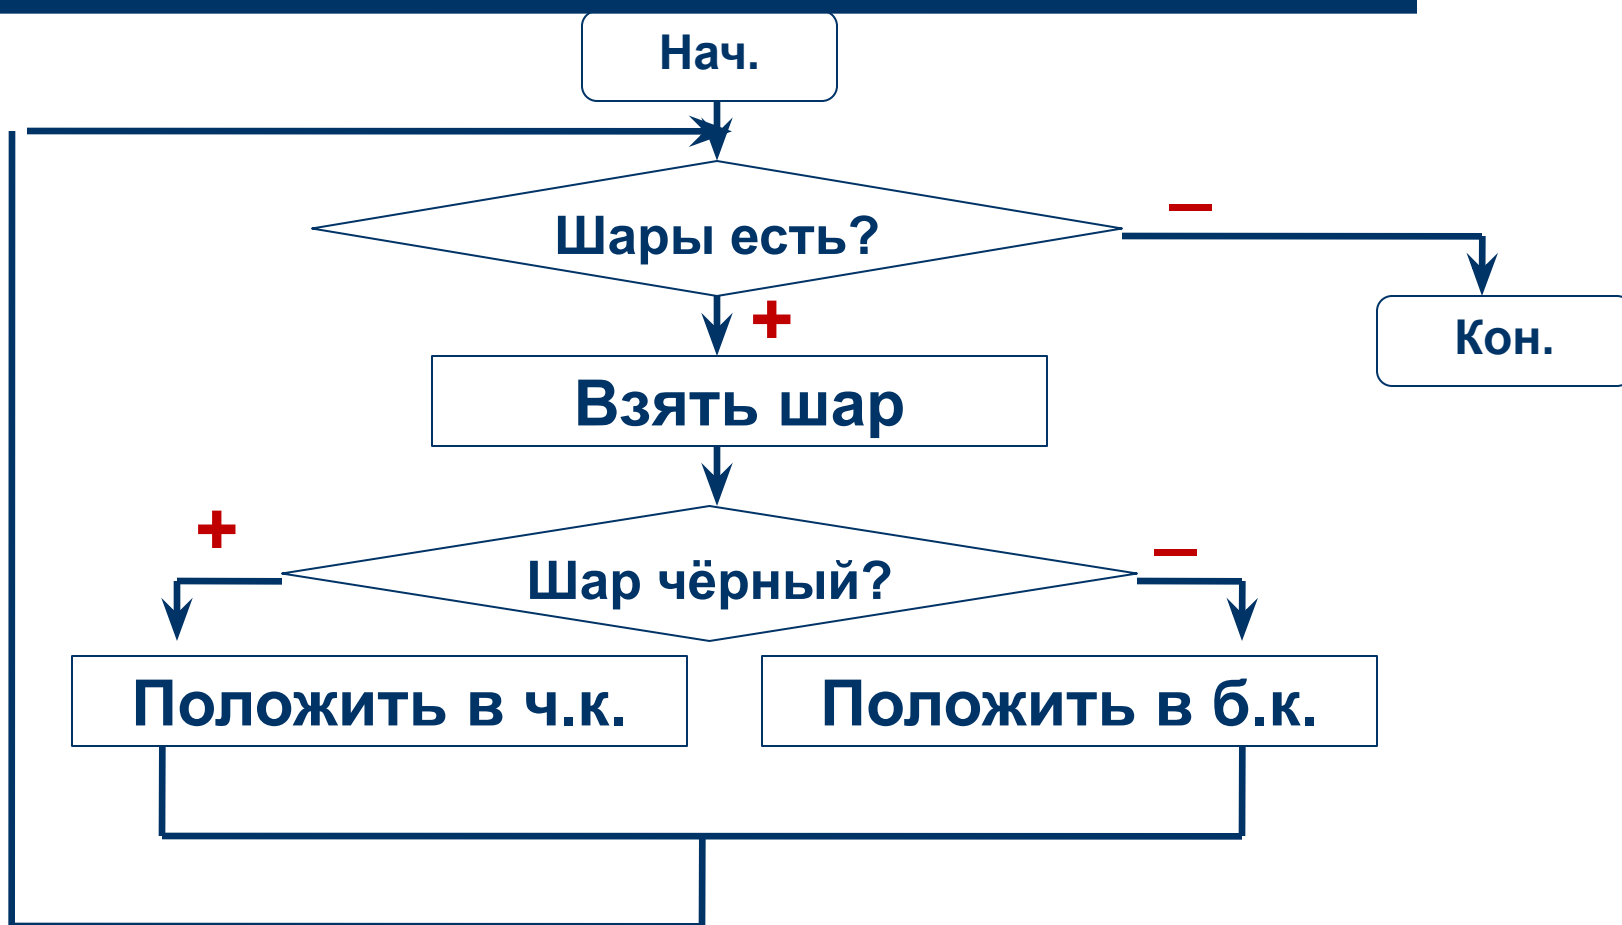 Нач.
Шары есть?
–
+
Кон.
Взять шар
+
Шар чёрный?
–
Положить в ч.к.
Положить в б.к.